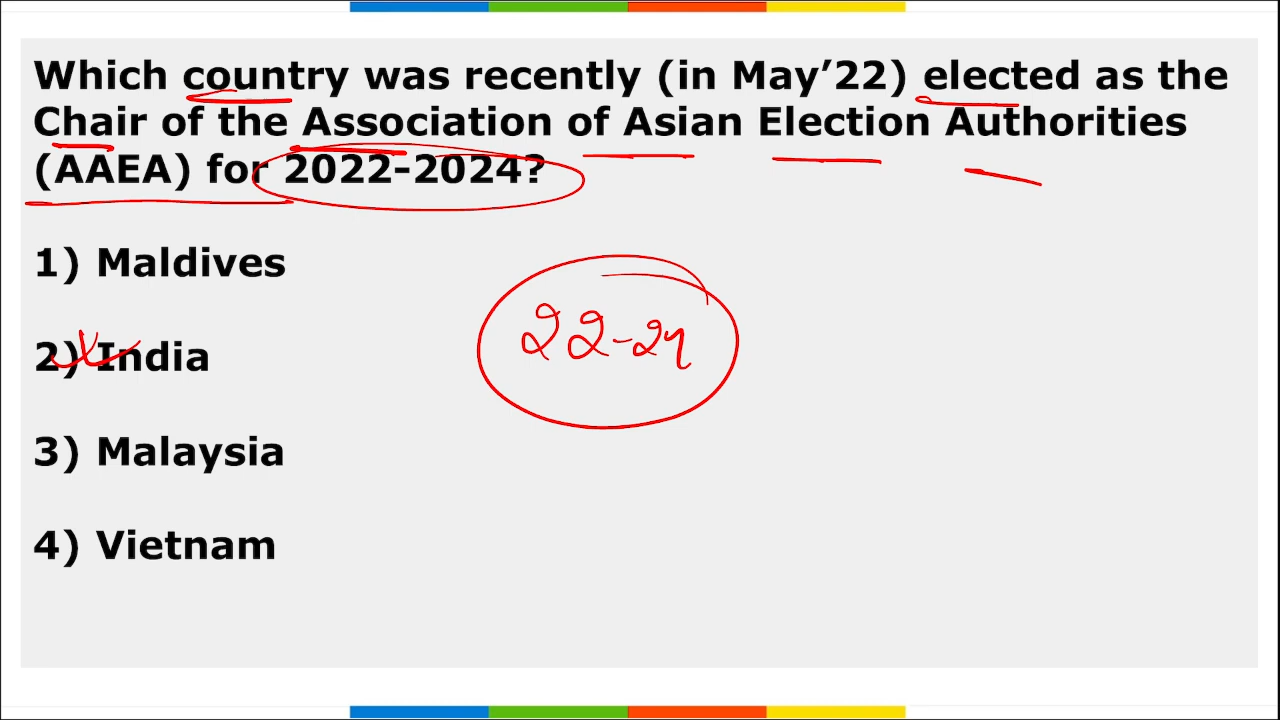 Which country was recently (in May’22) elected as the
Chair of the Association of Asian Election Authorities
(AAEA) for 2022-2024?
1) Maldives
2) India
22-24
3) Malaysia
4) Vietnam